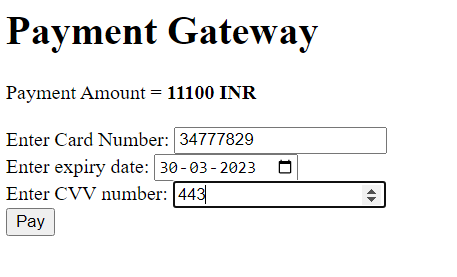 Payment Gateway
Payment Amount = 11100 INR
Enter Card Number: 34777829
Enter expiry date: 30-03-2023
Enter CVV number: 443
Pay